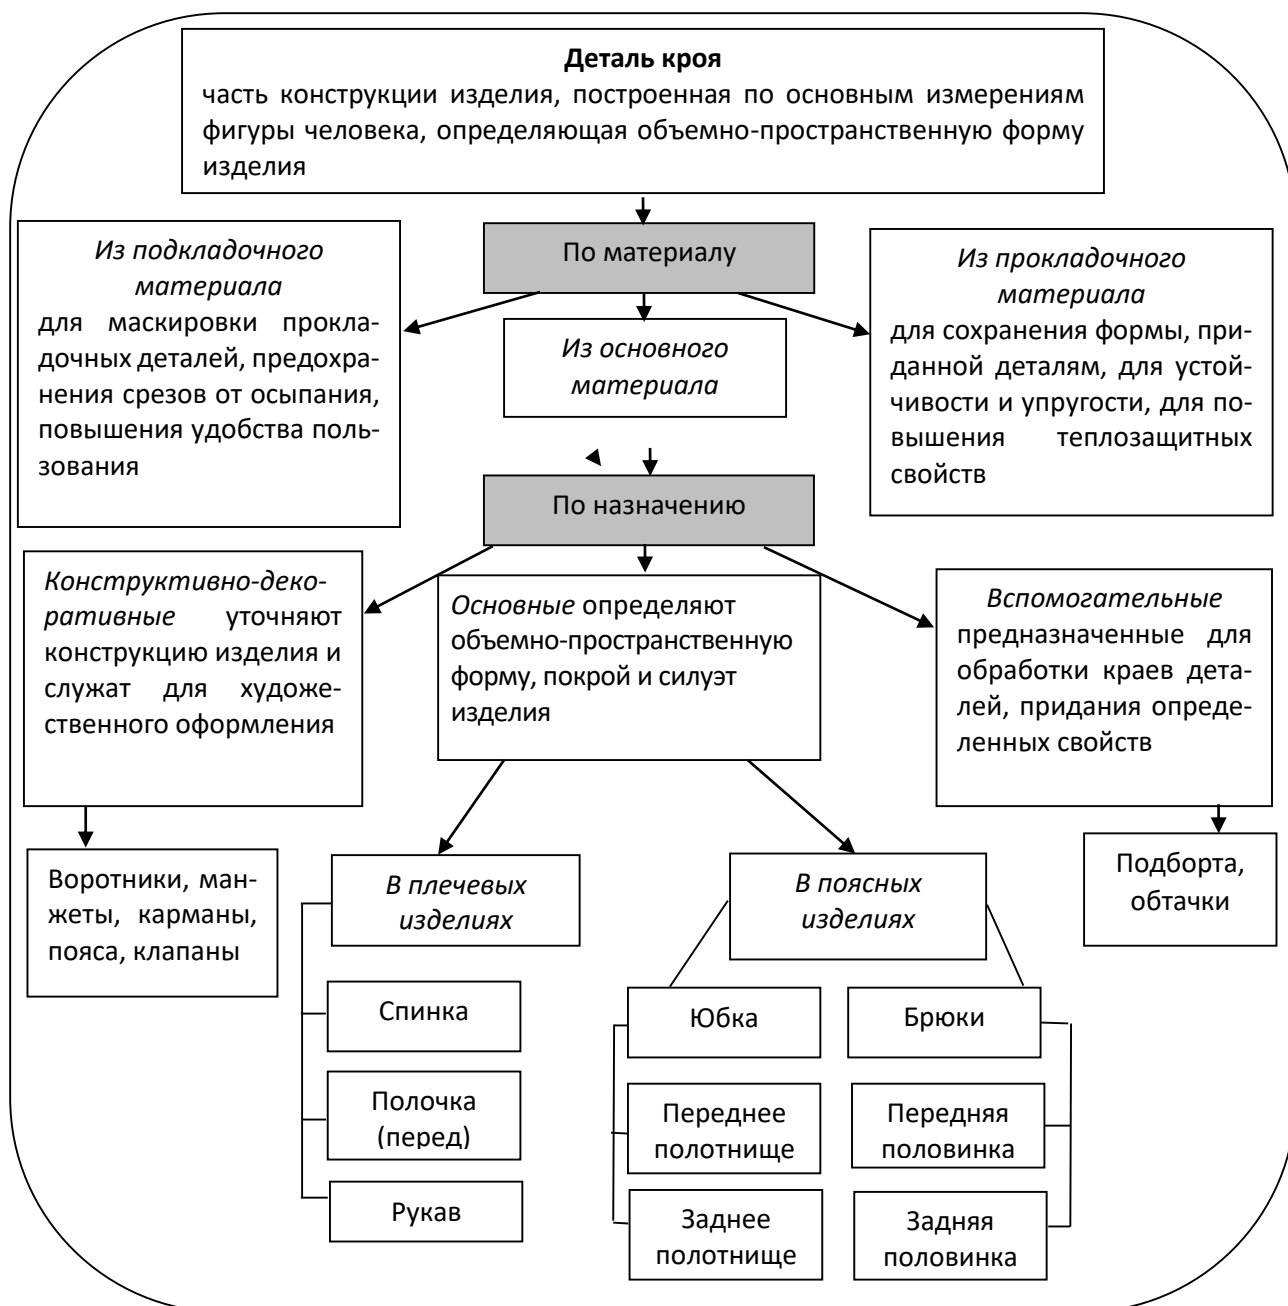 Деталь кроя
часть конструкции изделия, построенная по основным измерениям
фигуры человека, определяющая объемно-пространственную форму
изделия
По материалу
Из подкладочного
материала
для маскировки прокла-
дочных деталей, предохра-
нения срезов от осыпания,
повышения удобства поль-
зования
Из основного
материала
Из прокладочного
материала
для сохранения формы, при-
данной деталям, для устой-
чивости и упругости, для по-
вышения теплозащитных
свойств
По назначению
Конструктивно-деко-
ративные уточняют
конструкцию изделия и
служат для художе-
ственного оформления
Основные определяют
объемно-пространственную
форму, покрой и силуэт
изделия
Вспомогательные
предназначенные для
обработки краев дета-
лей, придания опреде-
ленных свойств
Воротники, ман-
жеты, карманы,
пояса, клапаны
В плечевых
изделиях
В поясных
изделиях
Подборта,
обтачки
Спинка
Полочка
(перед)
Рукав
Юбка
Переднее
полотнище
Заднее
полотнище
Брюки
Передняя
половинка
Задняя
половинка